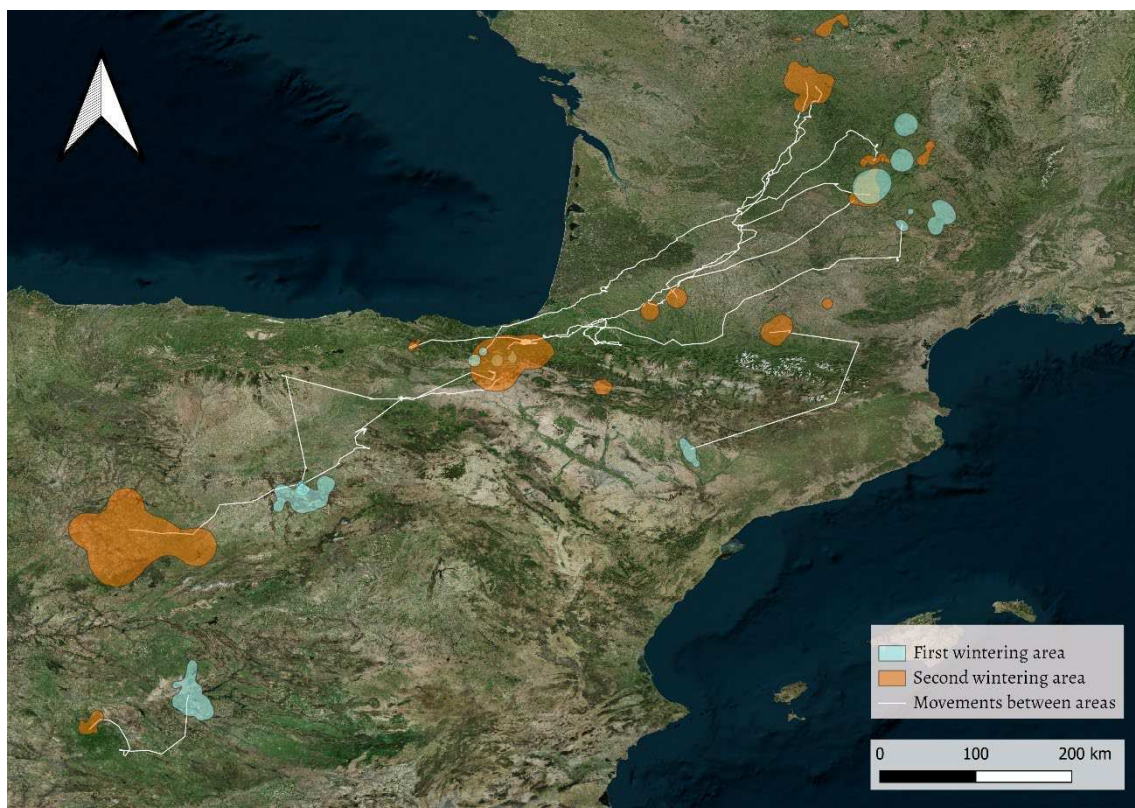 First wintering area
Second wintering area
Movements between areas
0 100 200 km